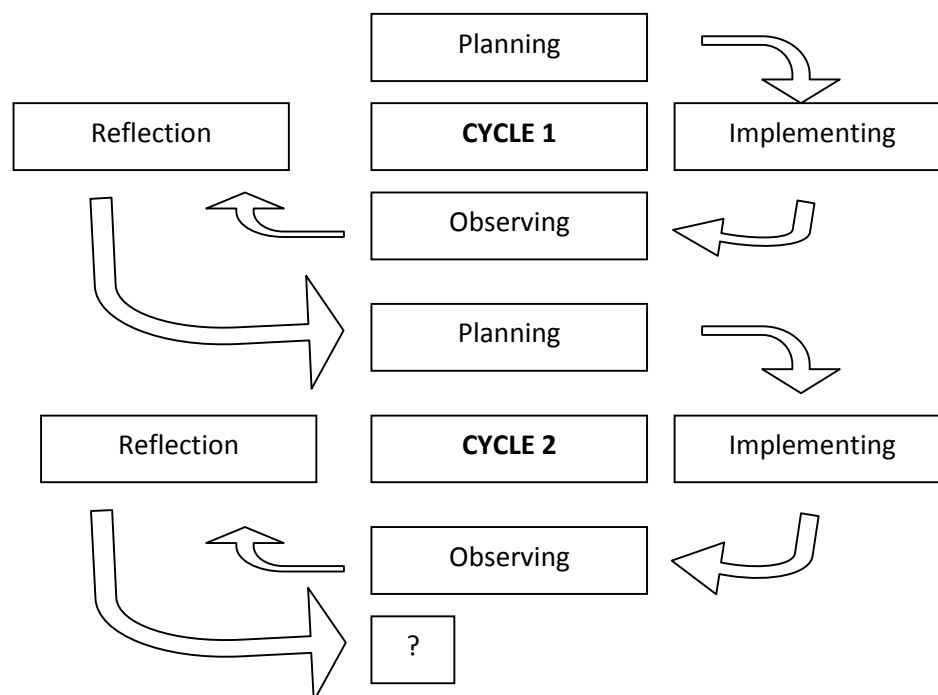 Planning
Reflection
CYCLE 1
Implementing
Observing
Planning
Reflection
CYCLE 2
Implementing
Observing
?